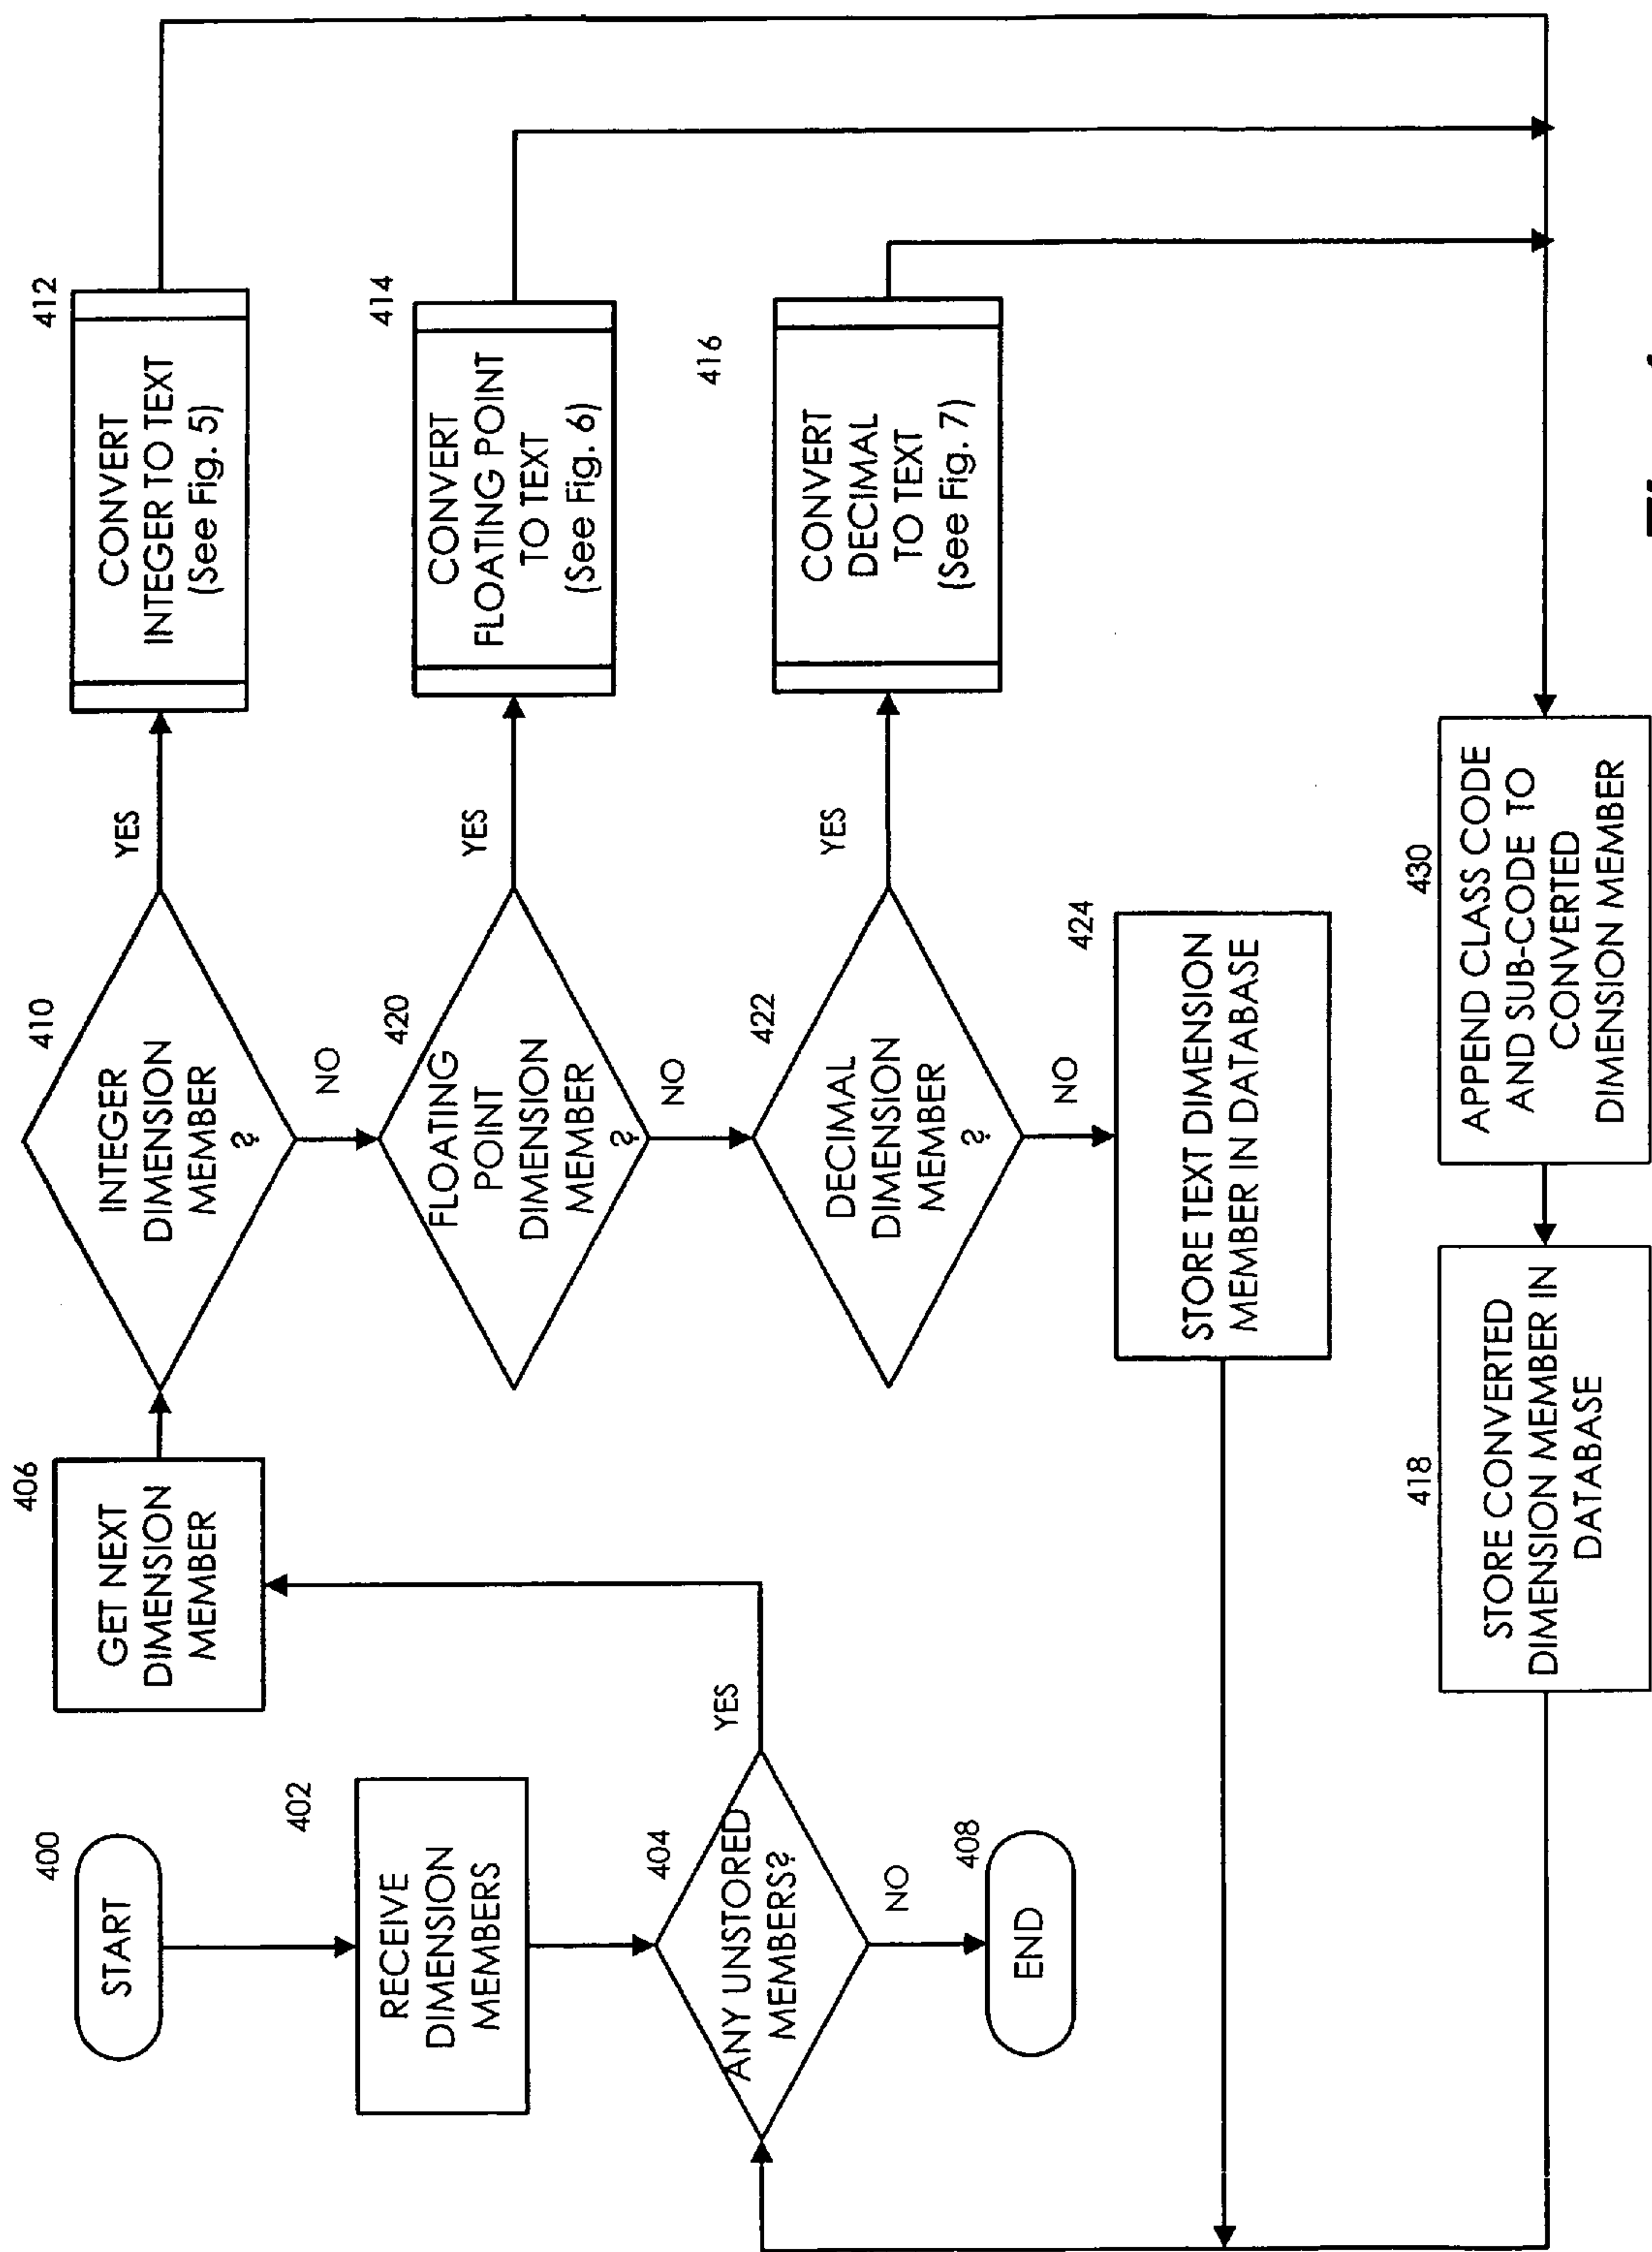 400
START
402
RECEIVE
DIMENSION
MEMBERS
404
ANY UNSTORED
MEMBERS?
YES
NO
408
END
406
GET NEXT
DIMENSION
MEMBER
410
INTEGER
DIMENSION
MEMBER
?
YES
NO
412
CONVERT
INTEGER TO TEXT
(See Fig. 5)
420
FLOATING
POINT
DIMENSION
MEMBER
?
YES
NO
414
CONVERT
FLOATING POINT
TO TEXT
(See Fig. 6)
422
DECIMAL
DIMENSION
MEMBER
?
YES
NO
416
CONVERT
DECIMAL
TO TEXT
(See Fig. 7)
424
STORE TEXT DIMENSION
MEMBER IN DATABASE
430
APPEND CLASS CODE
AND SUB-CODE TO
CONVERTED
DIMENSION MEMBER
418
STORE CONVERTED
DIMENSION MEMBER IN
DATABASE